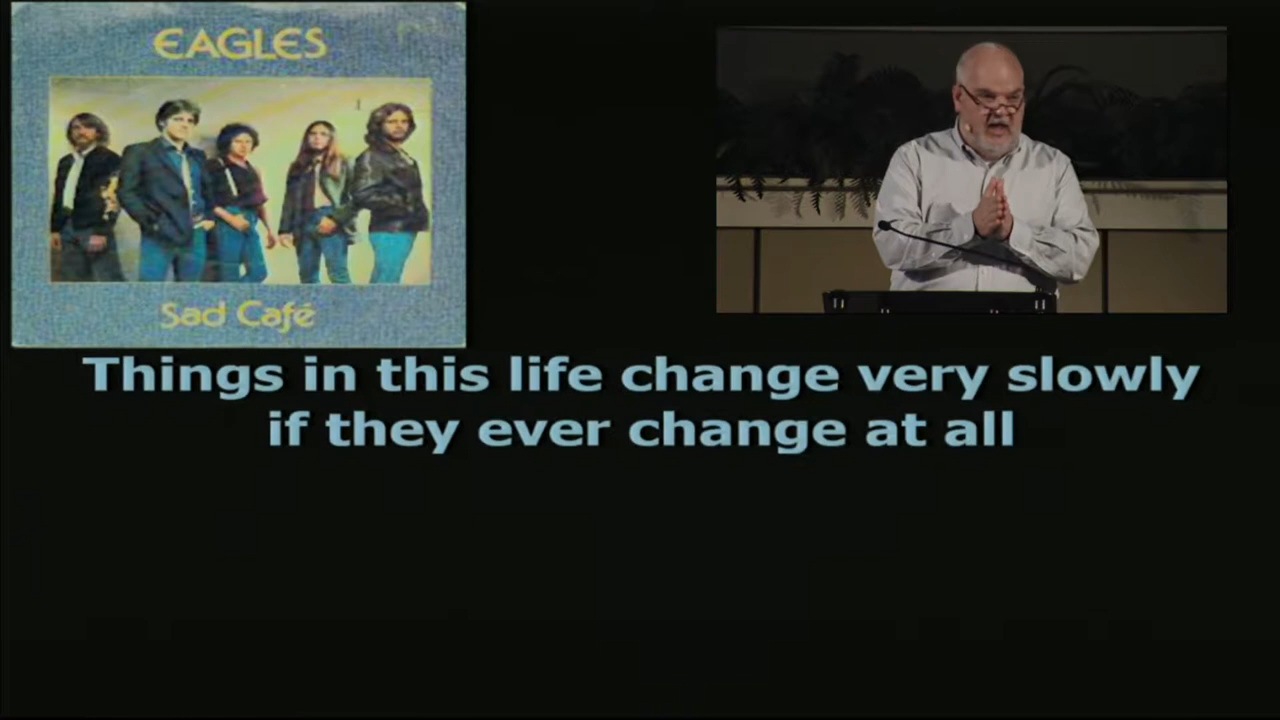 EAGLES
Sad Café
Things in this life change very slowly
if they ever change at all